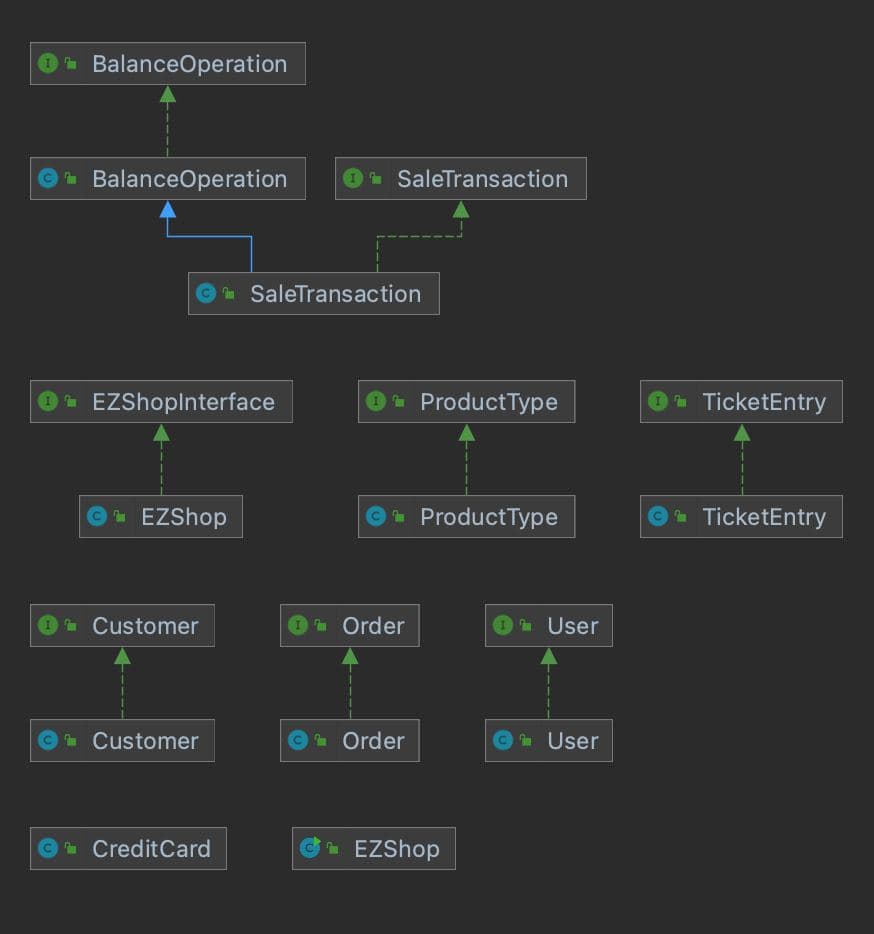 BalanceOperation
BalanceOperation
SaleTransaction
SaleTransaction
EZShopInterface
ProductType
TicketEntry
EZShop
ProductType
TicketEntry
Customer
Order
User
Customer
Order
User
CreditCard
EZShop